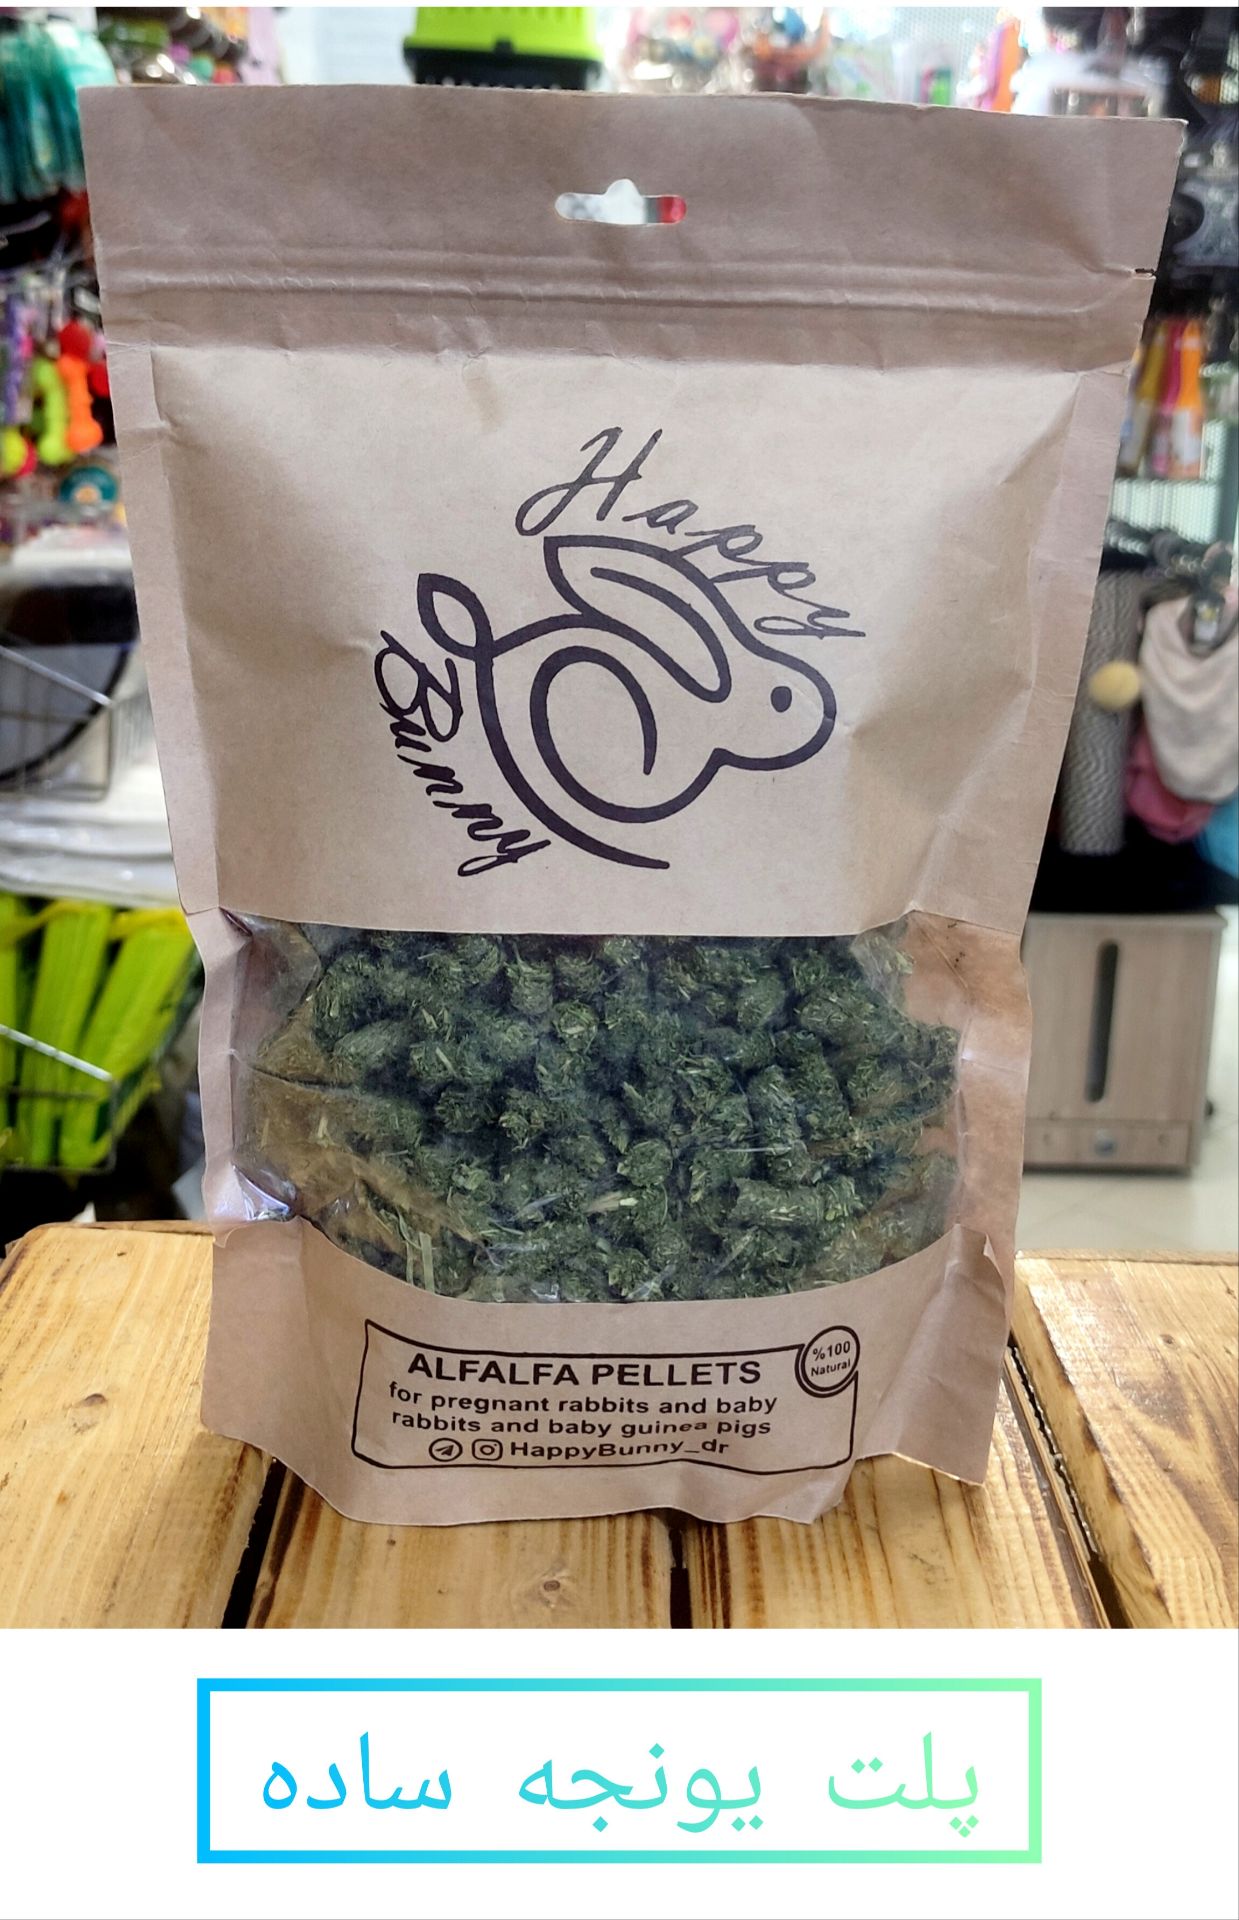 Happy
Bunny
ALFALFA PELLETS
%100
Natural
for pregnant rabbits and baby
rabbits and baby guinea pigs
HappyBunny_dr
پلت یونجه ساده